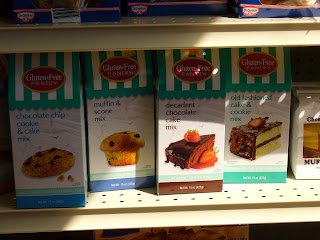 Gluten-Free
PANTRY
chocolate chip
cookie
& cake
mix
Gluten-Free
PANTRY
muffin &
scone
mix
Gluten-Free
PANTRY
decadent
chocolate
cake
mix
Gluten-Free
PANTRY
old fashioned
cake &
cookie
mix